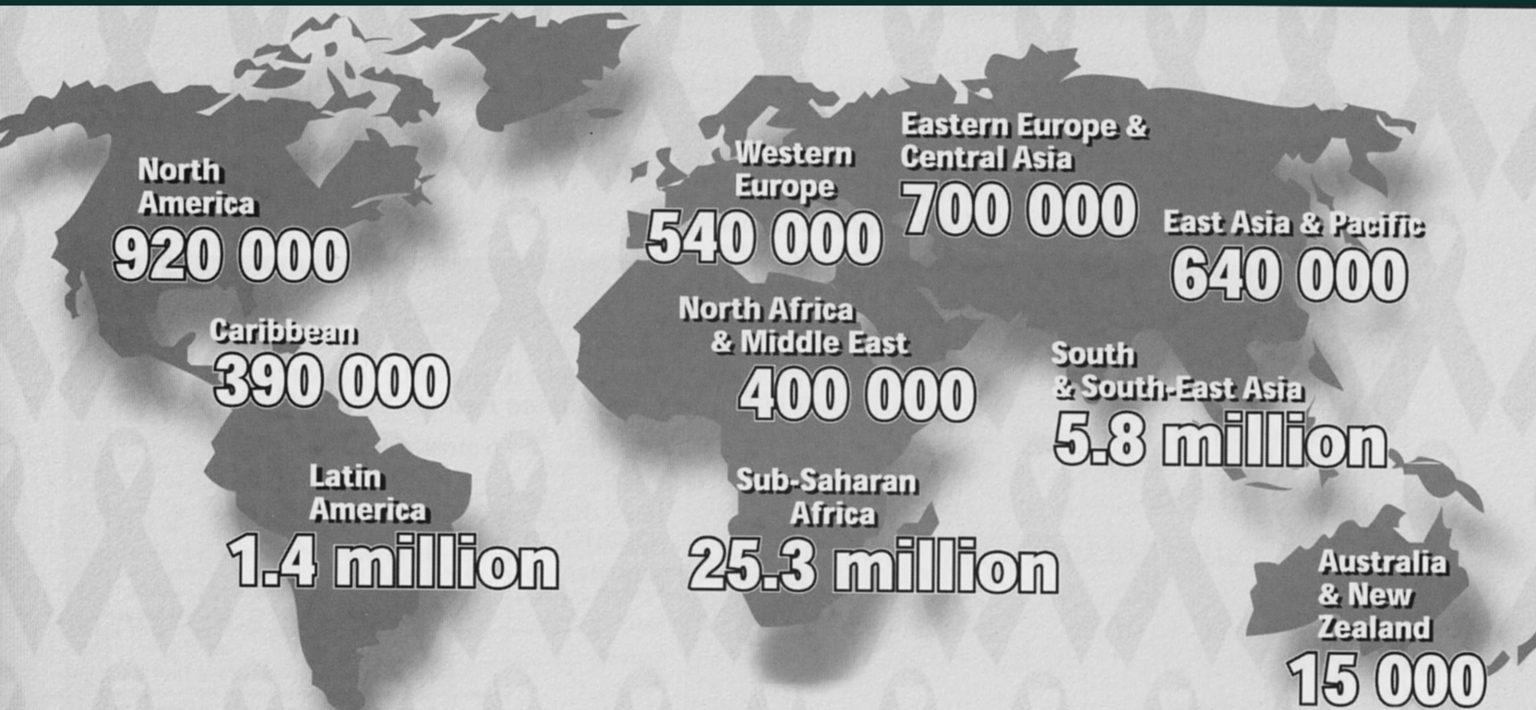 North
America
920 000
Caribbean
390 000
Latin
America
1.4 million
Western
Europe
540 000
Eastern Europe &
Central Asia
700 000
East Asia & Pacific
640 000
North Africa
& Middle East
400 000
South
& South-East Asia
5.8 million
Sub-Saharan
Africa
25.3 million
Australia
& New
Zealand
15 000